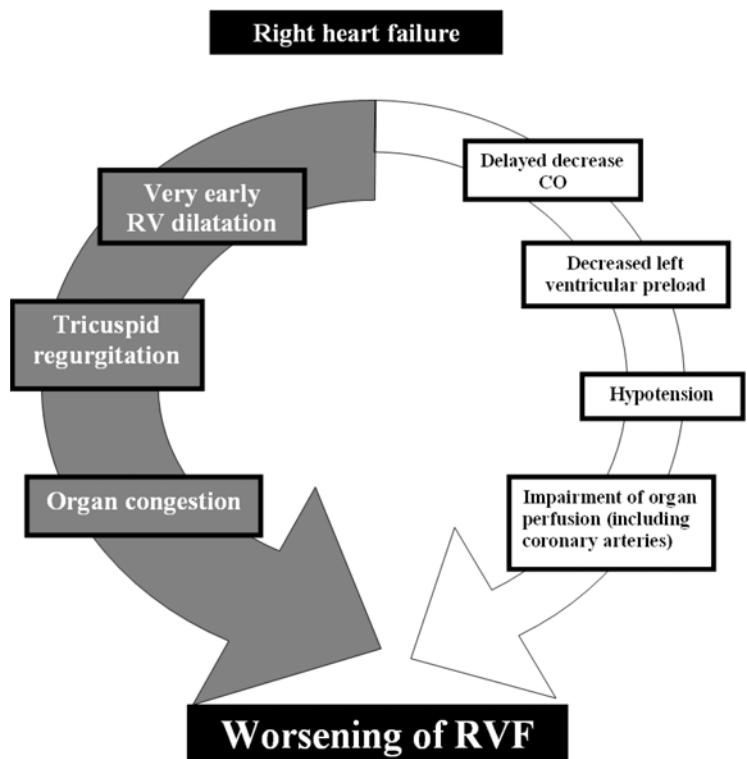 Right heart failure
Very early
RV dilatation
Tricuspid
regurgitation
Organ congestion
Delayed decrease
CO
Decreased left
ventricular preload
Hypotension
Impairment of organ
perfusion (including
coronary arteries)
Worsening of RVF